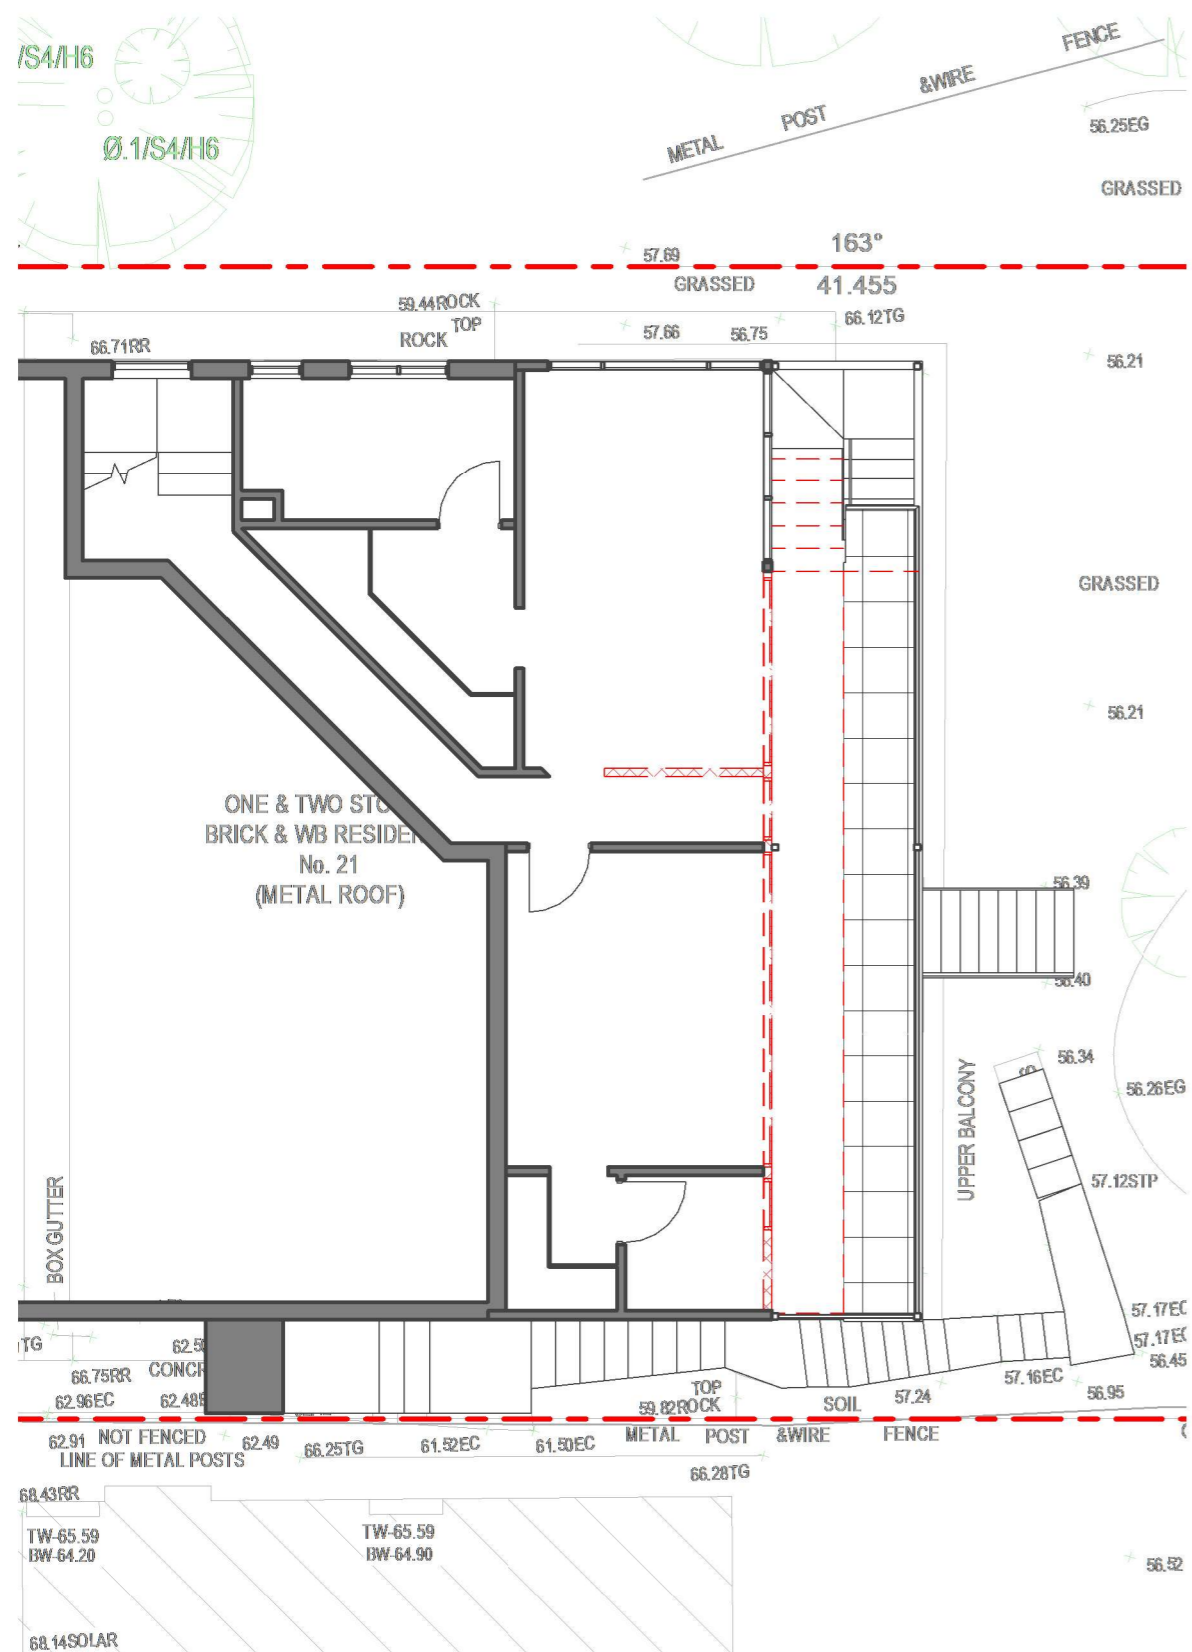 /S4/H6
Ø.1/S4/H6
METAL POST &WIRE FENCE
56.25EG
GRASSED
57.69
163°
GRASSED
41.455
59.44ROCK
TOP
ROCK
57.66
56.75
66.12TG
66.71RR
56.21
GRASSED
56.21
ONE & TWO STO
BRICK & WB RESIDE
No. 21
(METAL ROOF)
56.39
56.40
56.34
56.26EG
UPPER BALCONY
57.12STP
BOXGUTTER
57.17EC
57.17EC
56.45
TG
66.75RR
CONCR
62.96EC
62.48E
57.16EC
56.95
57.24
SOIL
TOP
59.82ROCK
62.91
NOT FENCED
LINE OF METAL POSTS
62.49
66.25TG
61.52EC
61.50EC
METAL POST &WIRE FENCE
66.28TG
68.43RR
TW-65.59
BW-64.20
TW-65.59
BW-64.90
56.52
68.14SOLAR